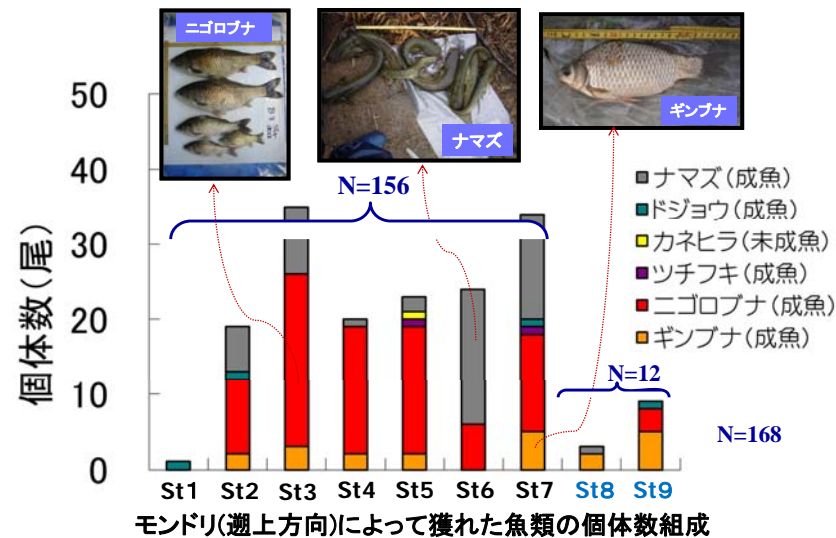 ニゴロブナ
ナマズ
ギンブナ
50
40
30
20
10
0
個体数(尾)
N=156
N=12
N=168
ナマズ(成魚)
ドジョウ(成魚)
カネヒラ(未成魚)
ツチフキ(成魚)
ニゴロブナ(成魚)
ギンブナ(成魚)
St1 St2 St3 St4 St5 St6 St7 St8 St9
モンドリ(遡上方向)によって獲れた魚類の個体数組成